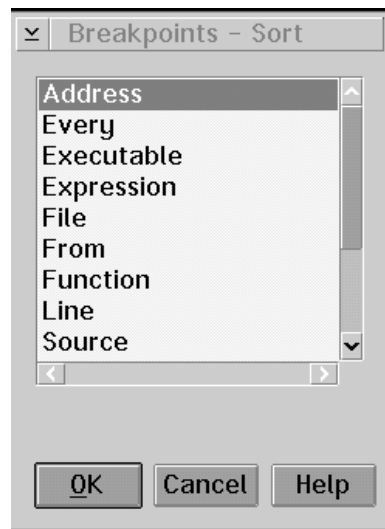 Breakpoints - Sort
Address
Every
Executable
Expression
File
From
Function
Line
Source
OK Cancel Help